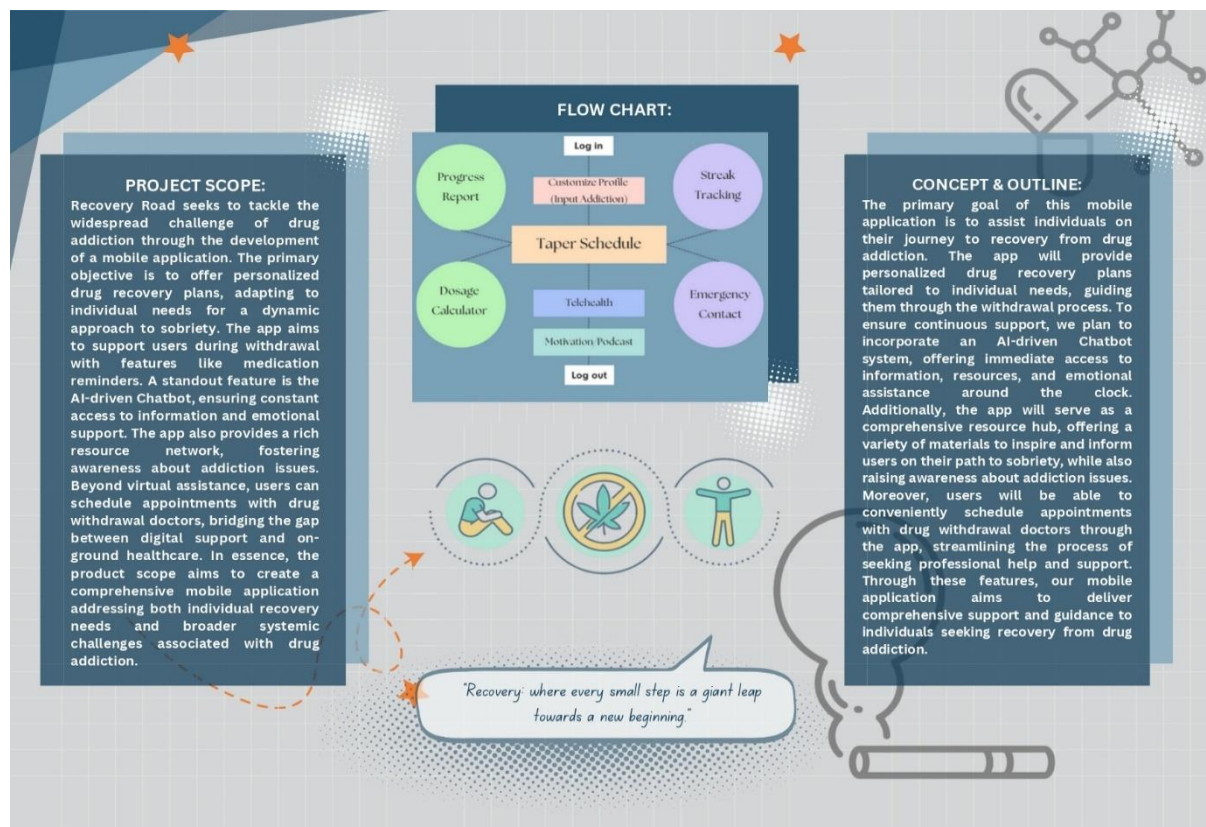 PROJECT SCOPE:
Recovery Road seeks to tackle the
widespread challenge of drug
addiction through the development
of a mobile application. The primary
objective is to offer personalized
drug recovery plans, adapting to
individual needs for a dynamic
approach to sobriety. The app aims
to support users during withdrawal
with features like medication
reminders. A standout feature is the
AI-driven Chatbot, ensuring constant
access to information and emotional
support. The app also provides a rich
resource network, fostering
awareness about addiction issues.
Beyond virtual assistance, users can
schedule appointments with drug
withdrawal doctors, bridging the gap
between digital support and on-
ground healthcare. In essence, the
product scope aims to create a
comprehensive mobile application
addressing both individual recovery
needs and broader systemic
challenges associated with drug
addiction.
FLOW CHART:
Log in
Progress
Report
Customize Profile
(Input Addiction)
Streak
Tracking
Taper Schedule
Dosage
Calculator
Telehealth
Emergency
Contact
Motivation/Podcast
Log out
"Recovery: where every small step is a giant leap
towards a new beginning."
CONCEPT & OUTLINE:
The primary goal of this mobile
application is to assist individuals on
their journey to recovery from drug
addiction. The app will provide
personalized drug recovery plans
tailored to individual needs, guiding
them through the withdrawal process. To
ensure continuous support, we plan to
incorporate an AI-driven Chatbot
system, offering immediate access to
information, resources, and emotional
assistance around the clock.
Additionally, the app will serve as a
comprehensive resource hub, offering a
variety of materials to inspire and inform
users on their path to sobriety, while also
raising awareness about addiction issues.
Moreover, users will be able to
conveniently schedule appointments
with drug withdrawal doctors through
the app, streamlining the process of
seeking professional help and support.
Through these features, our mobile
application aims to deliver
comprehensive support and guidance to
individuals seeking recovery from drug
addiction.